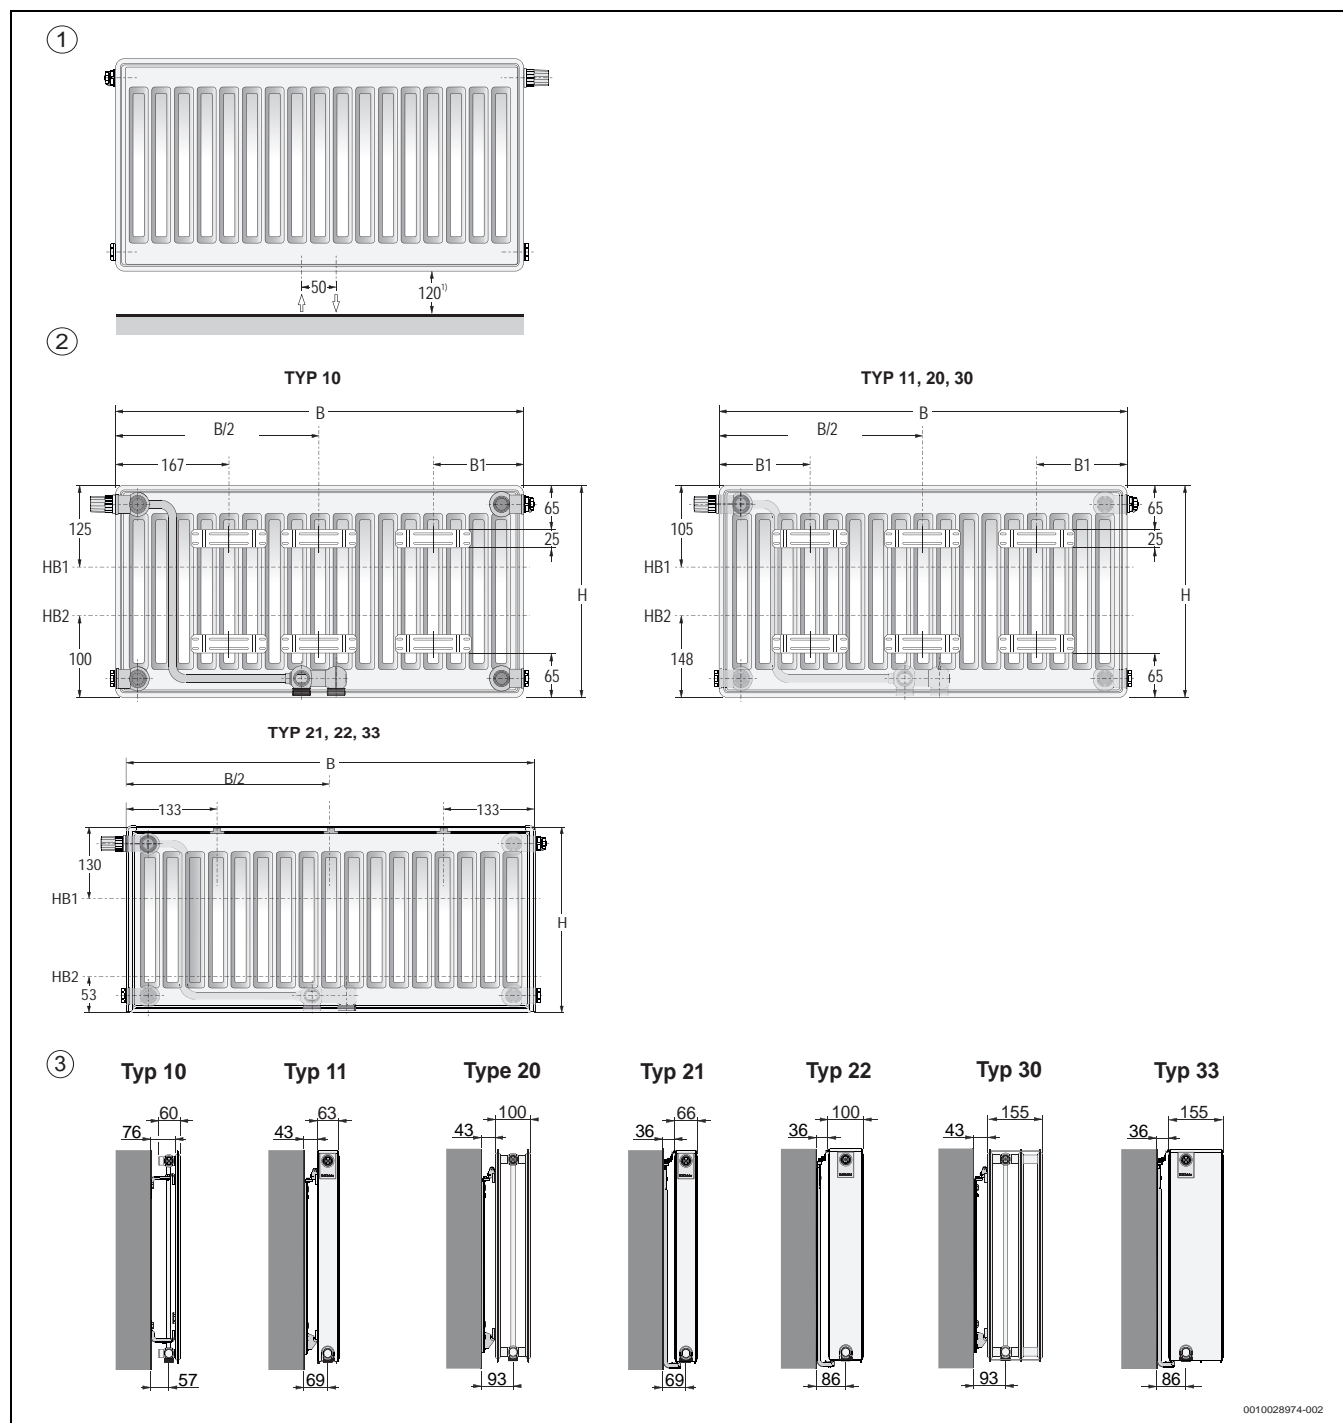 1
50
120¹⁾
2
TYP 10
TYP 11, 20, 30
B
B/2
167
B1
125
65
25
HB1
HB2
H
100
65
B
B/2
B1
B1
105
65
25
HB1
HB2
H
148
65
TYP 21, 22, 33
B
B/2
133
133
130
HB1
H
HB2
53
3
Typ 10
Typ 11
Type 20
Typ 21
Typ 22
Typ 30
Typ 33
60
76
63
43
100
43
66
36
100
36
155
43
155
36
57
69
93
69
86
93
86
0010028974-002